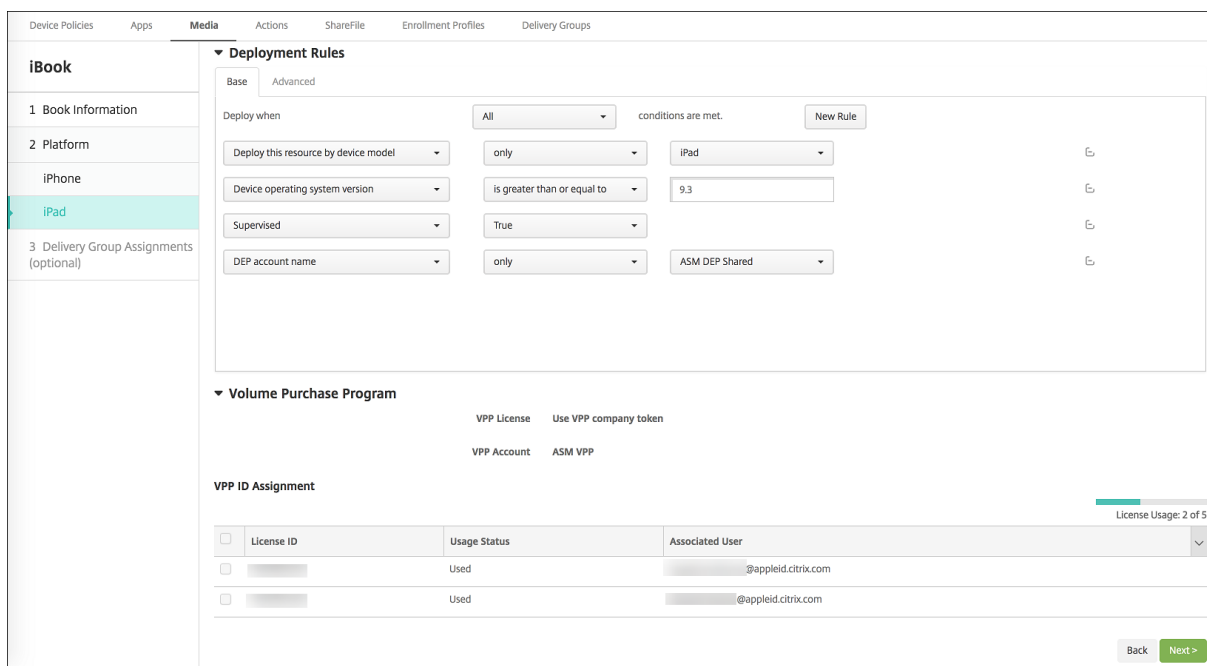 Device Policies Apps Media Actions ShareFile Enrollment Profiles Delivery Groups
iBook
1 Book Information
2 Platform
iPhone
iPad
3 Delivery Group Assignments
(optional)
Deployment Rules
Base Advanced
Deploy when All conditions are met. New Rule
Deploy this resource by device model only iPad
Device operating system version is greater than or equal to 9.3
Supervised True
DEP account name only ASM DEP Shared
Volume Purchase Program
VPP License Use VPP company token
VPP Account ASM VPP
VPP ID Assignment
License Usage: 2 of 5
License ID Usage Status Associated User
Used @appleid.citrix.com
Used @appleid.citrix.com
Back Next >